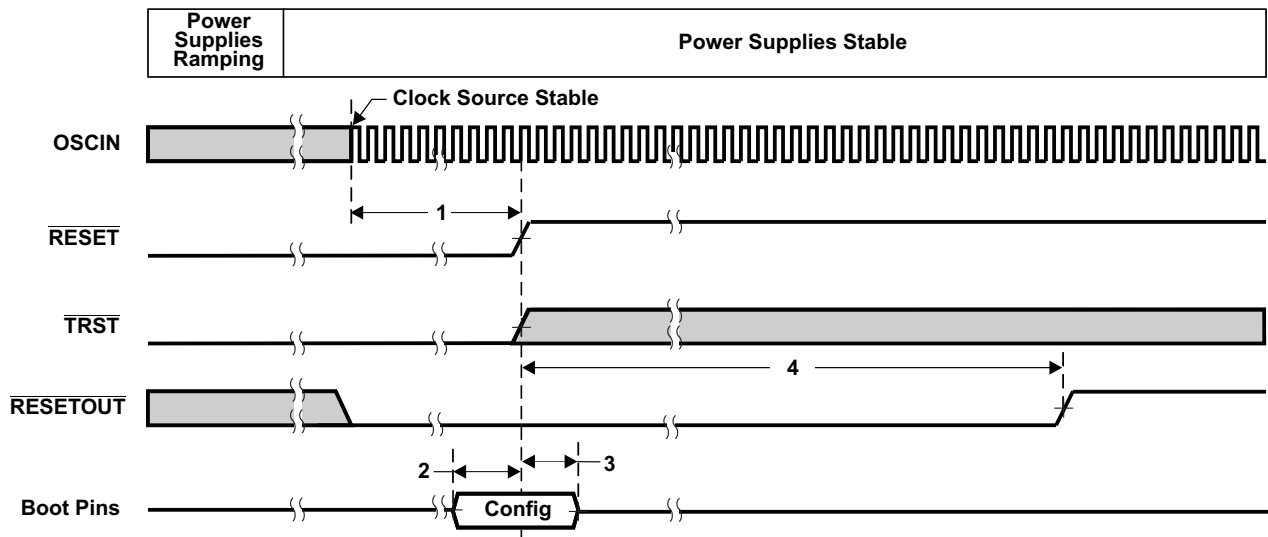 Power
Supplies
Ramping
Power Supplies Stable
Clock Source Stable
OSCIN
1
RESET
TRST
4
RESETOUT
2
3
Boot Pins
Config